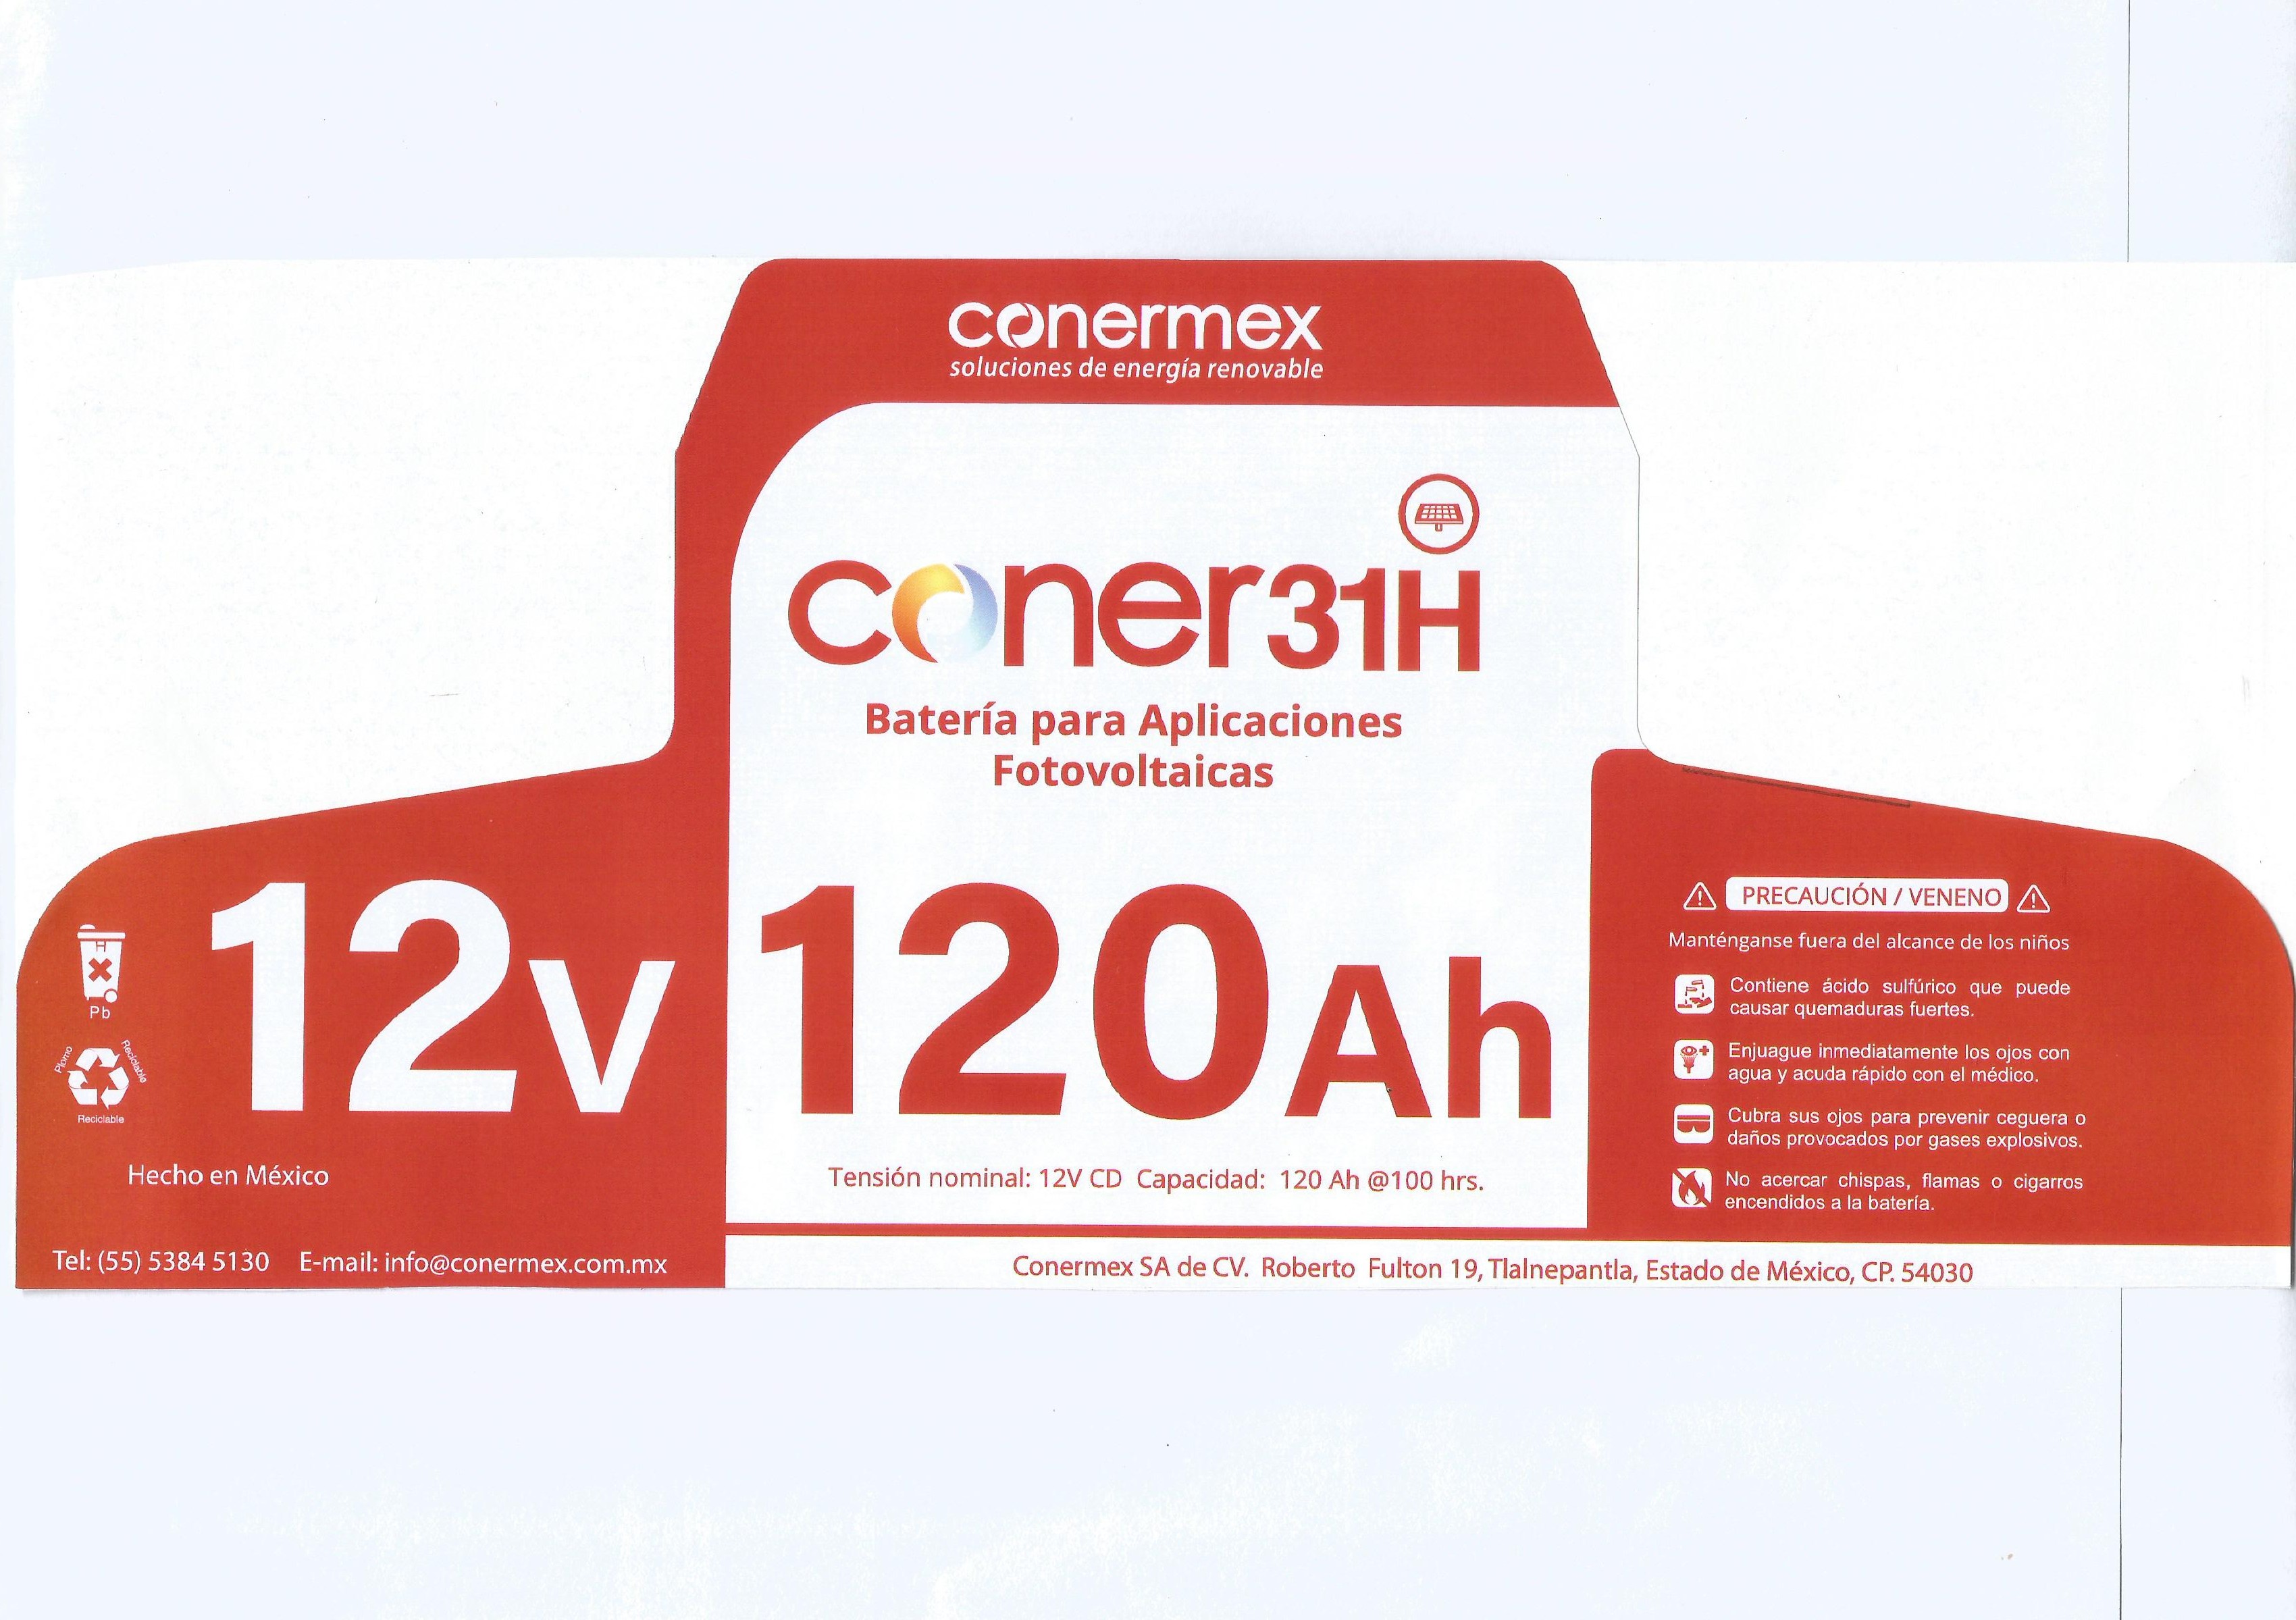 conermex
soluciones de energía renovable
coner31H
Batería para Aplicaciones
Fotovoltaicas
12V
120Ah
Tensión nominal: 12V CD Capacidad: 120 Ah @100 hrs.
Pb
Plomo
Reciclable
Reciclable
Hecho en México
Tel: (55) 5384 5130 E-mail: info@conermex.com.mx
PRECAUCIÓN / VENENO
Manténganse fuera del alcance de los niños
Contiene ácido sulfúrico que puede
causar quemaduras fuertes.
Enjuague inmediatamente los ojos con
agua y acuda rápido con el médico.
Cubra sus ojos para prevenir ceguera o
daños provocados por gases explosivos.
No acercar chispas, flamas o cigarros
encendidos a la batería.
Conermex SA de CV. Roberto Fulton 19, Tlalnepantla, Estado de México, CP. 54030